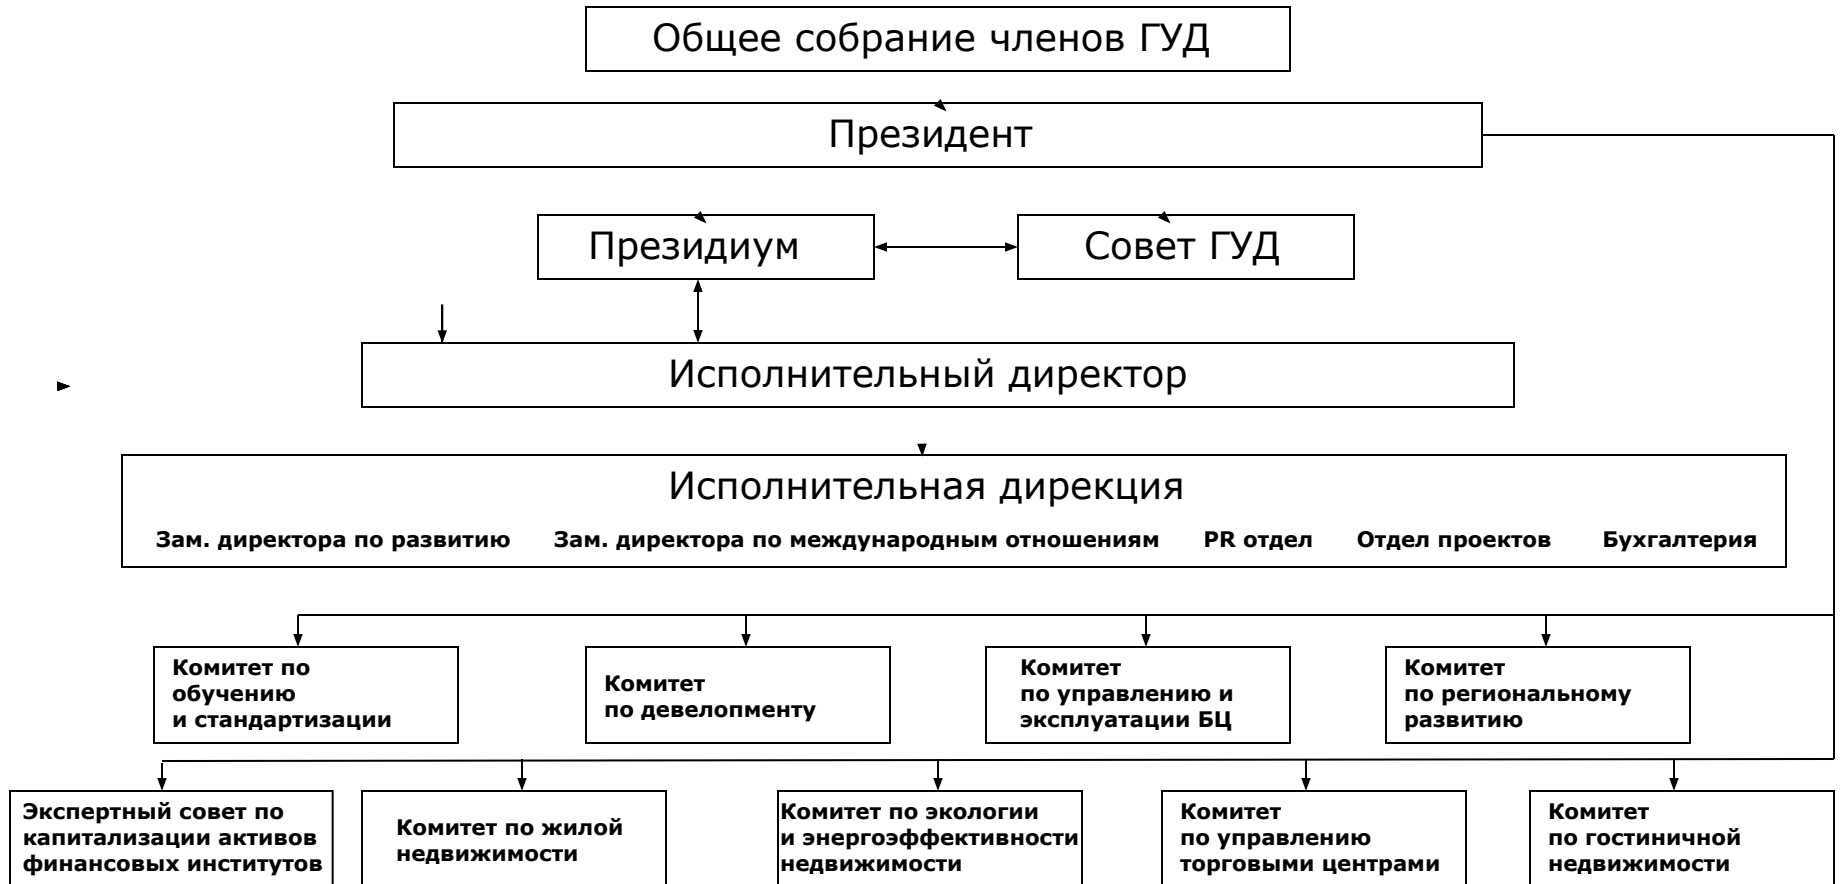 Общее собрание членов ГУД
Президент
Президиум
Совет ГУД
Исполнительный директор
Исполнительная дирекция
Зам. директора по развитию Зам. директора по международным отношениям PR отдел Отдел проектов Бухгалтерия
Комитет по
обучению
и стандартизации
Комитет
по девелопменту
Комитет
по управлению и
эксплуатации БЦ
Комитет
по региональному
развитию
Экспертный совет по
капитализации активов
финансовых институтов
Комитет по жилой
недвижимости
Комитет по экологии
и энергоэффективности
недвижимости
Комитет
по управлению
торговыми центрами
Комитет
по гостиничной
недвижимости